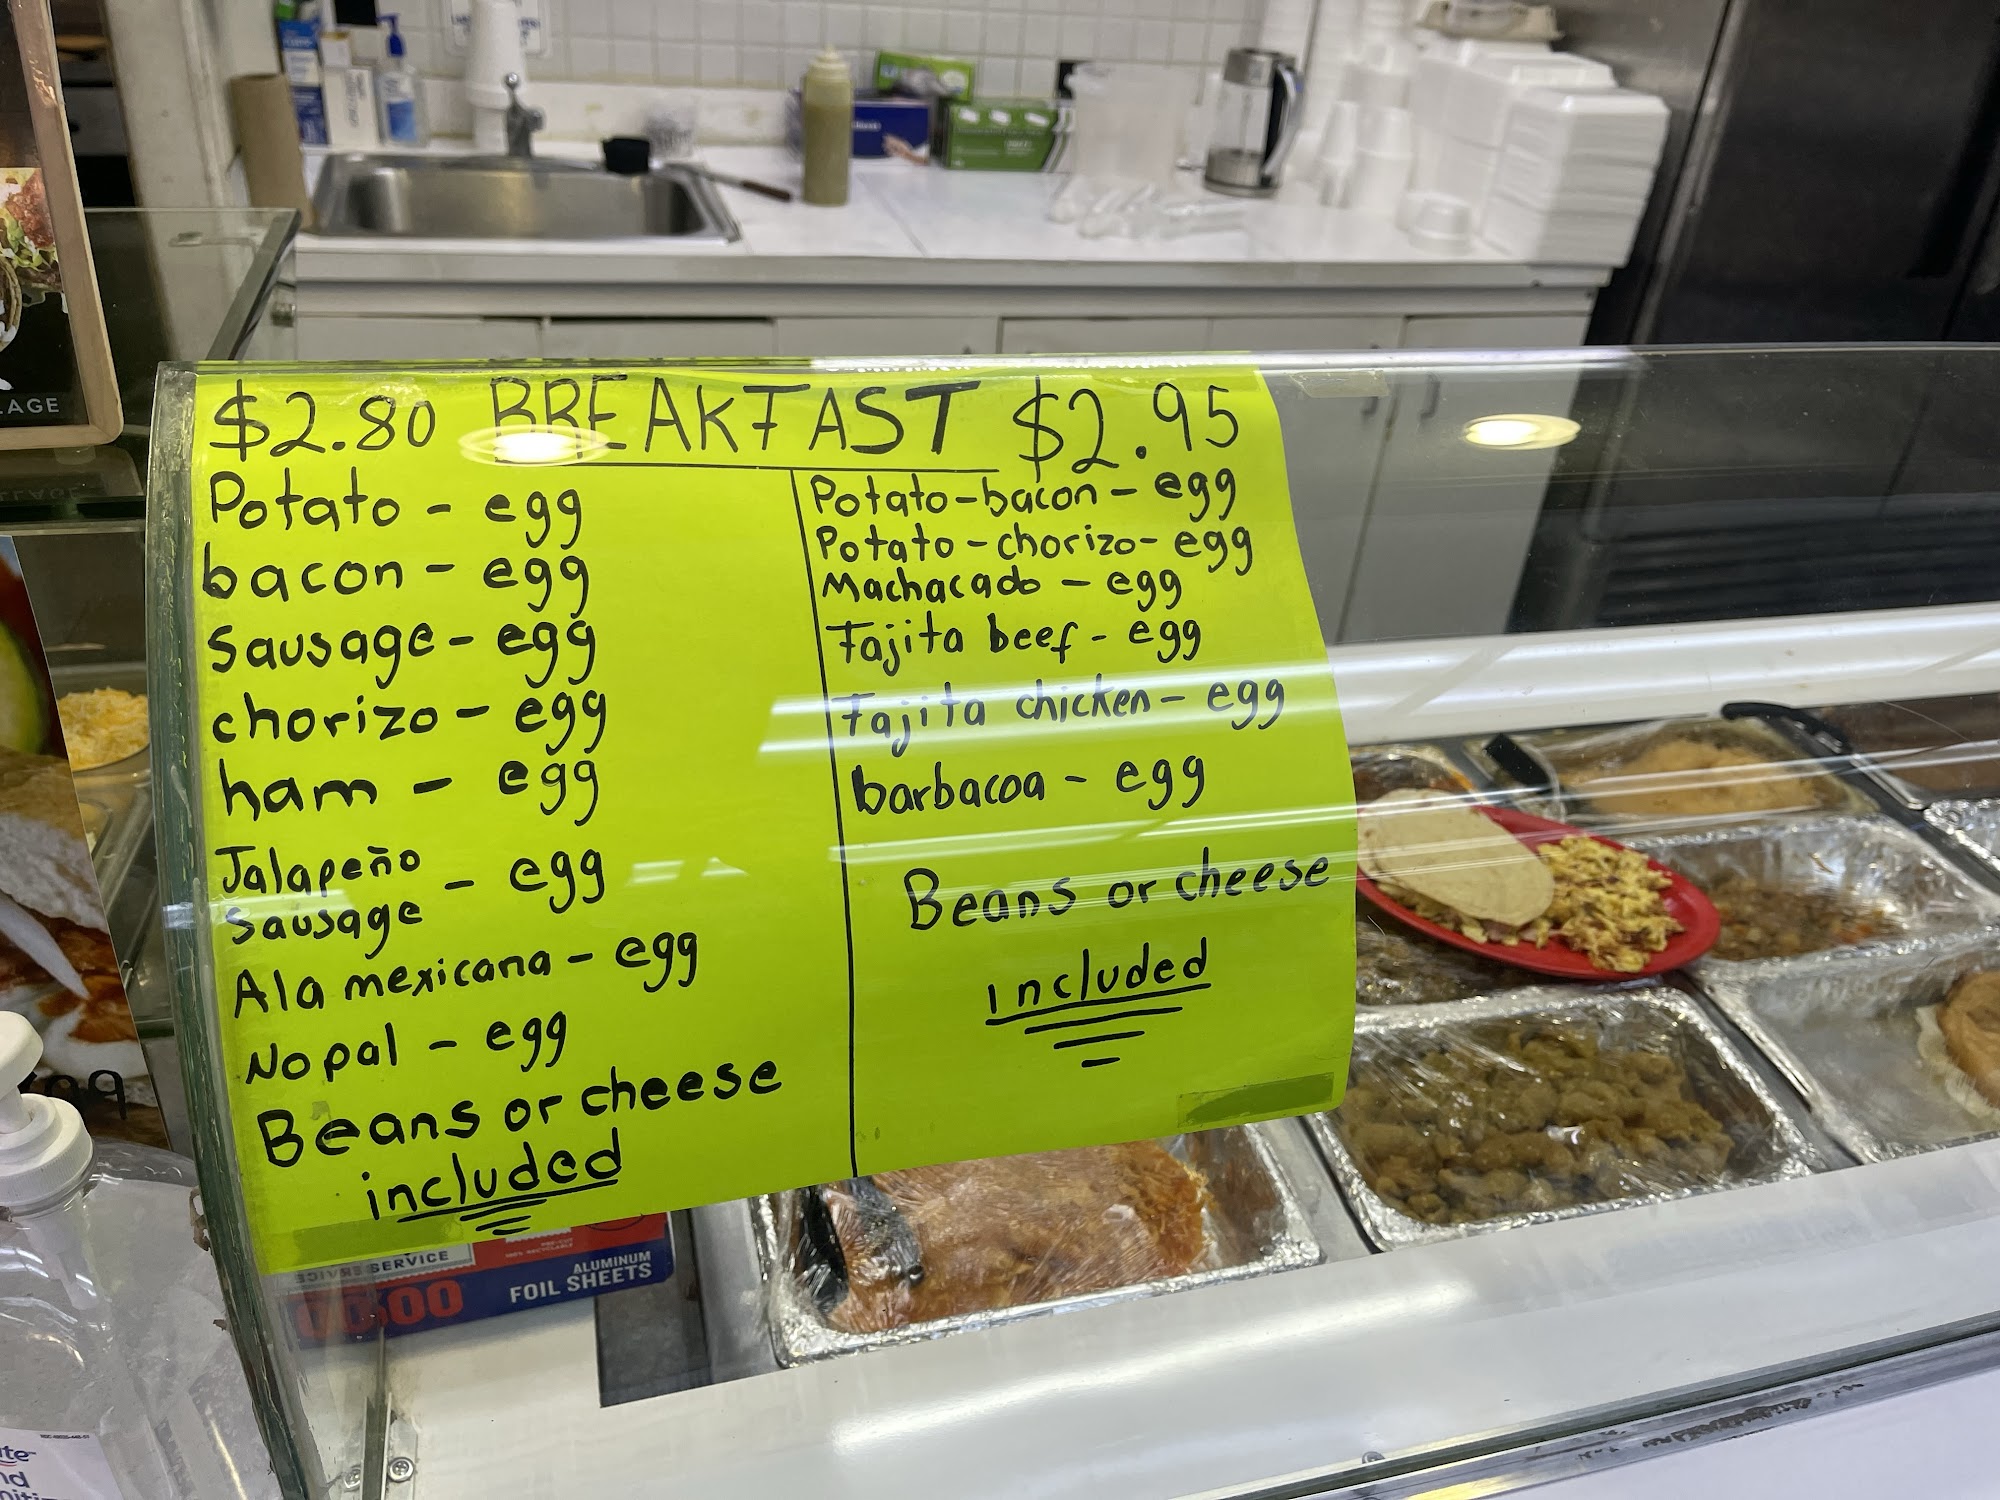 $2.80 BREAKFAST $2.95
Potato - egg
bacon - egg
Sausage - egg
chorizo - egg
ham - egg
Jalapeño
Sausage - egg
Ala mexicana - egg
Nopal - egg
Beans or cheese
included
Potato-bacon - egg
Potato-chorizo- egg
Machacado - egg
Fajita beef - egg
Fajita chicken - egg
barbacoa - egg
Beans or cheese
included
SERVICE
ALUMINUM
FOIL SHEETS